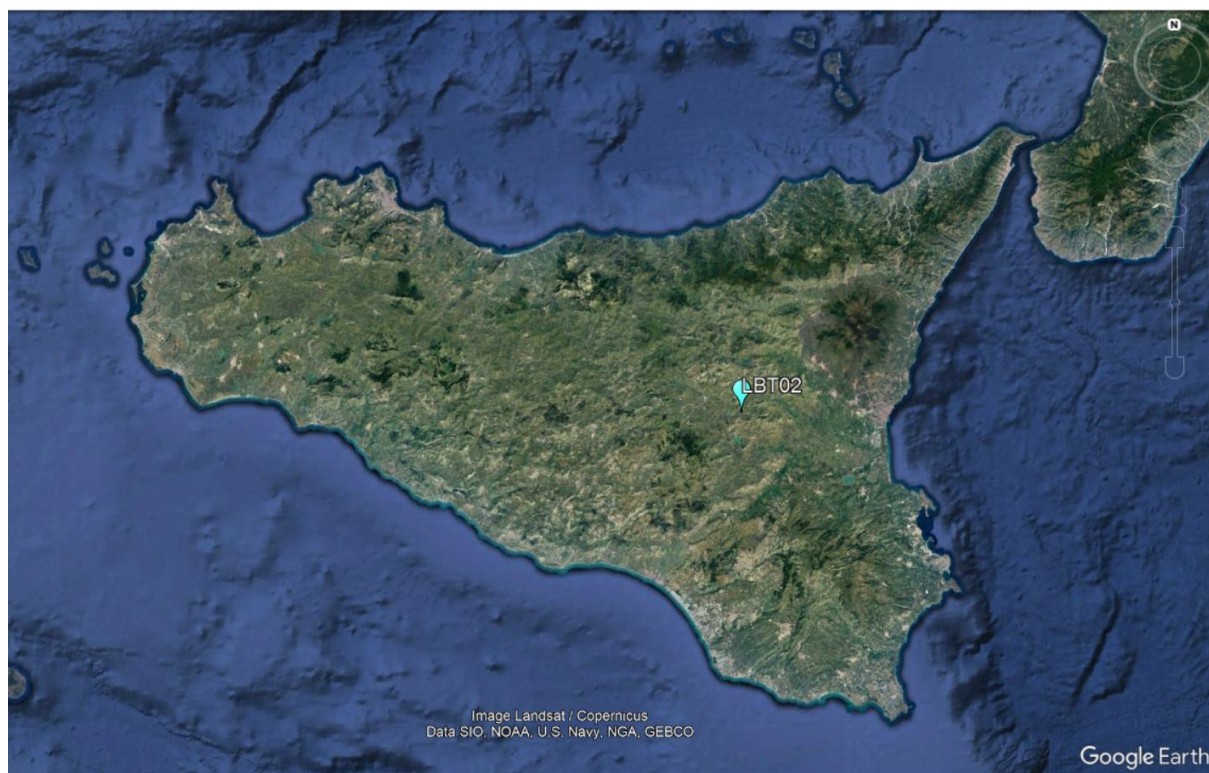 N
LBT02
Image Landsat / Copernicus
Data SIO, NOAA, U.S. Navy, NGA, GEBCO
Google Earth